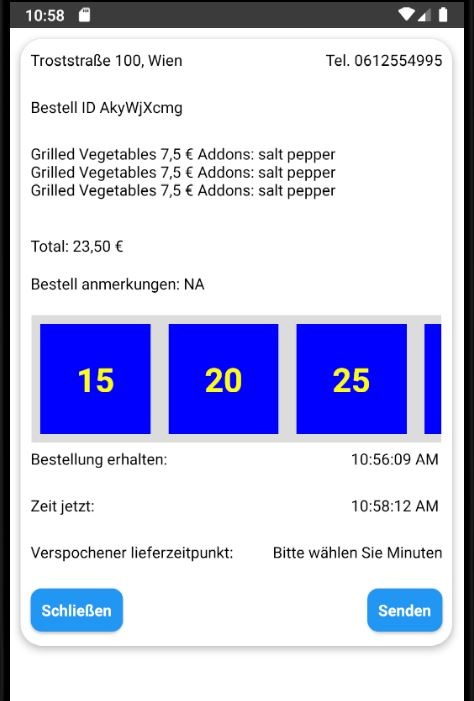 10:58
Troststraße 100, Wien Tel. 0612554995
Bestell ID AkyWjXcmg
Grilled Vegetables 7,5 € Addons: salt pepper
Grilled Vegetables 7,5 € Addons: salt pepper
Grilled Vegetables 7,5 € Addons: salt pepper
Total: 23,50 €
Bestell anmerkungen: NA
15 20 25
Bestellung erhalten: 10:56:09 AM
Zeit jetzt: 10:58:12 AM
Verspochener lieferzeitpunkt: Bitte wählen Sie Minuten
Schließen Senden